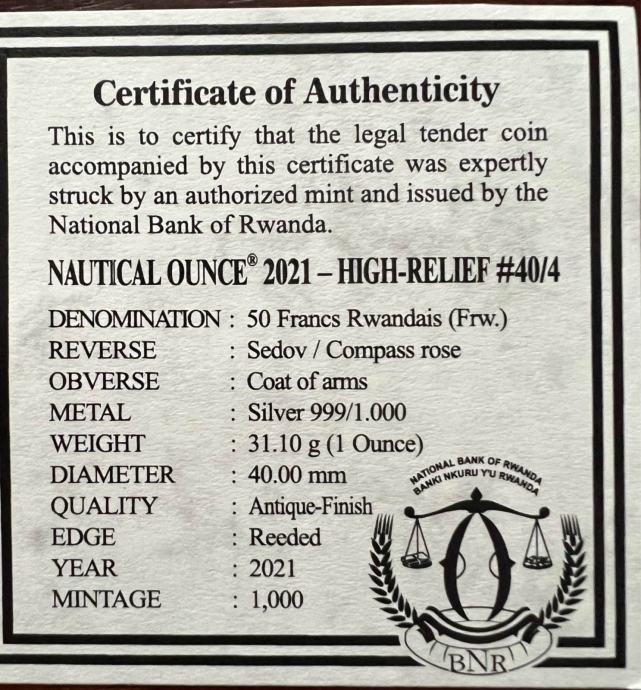 Certificate of Authenticity
This is to certify that the legal tender coin
accompanied by this certificate was expertly
struck by an authorized mint and issued by the
National Bank of Rwanda.
NAUTICAL OUNCE® 2021 – HIGH-RELIEF #40/4
DENOMINATION : 50 Francs Rwandais (Frw.)
REVERSE : Sedov / Compass rose
OBVERSE : Coat of arms
METAL : Silver 999/1.000
WEIGHT : 31.10 g (1 Ounce)
DIAMETER : 40.00 mm
QUALITY : Antique-Finish
EDGE : Reeded
YEAR : 2021
MINTAGE : 1,000
NATIONAL BANK OF RWANDA
BANKI NKURU Y'U RWANDA
BNR